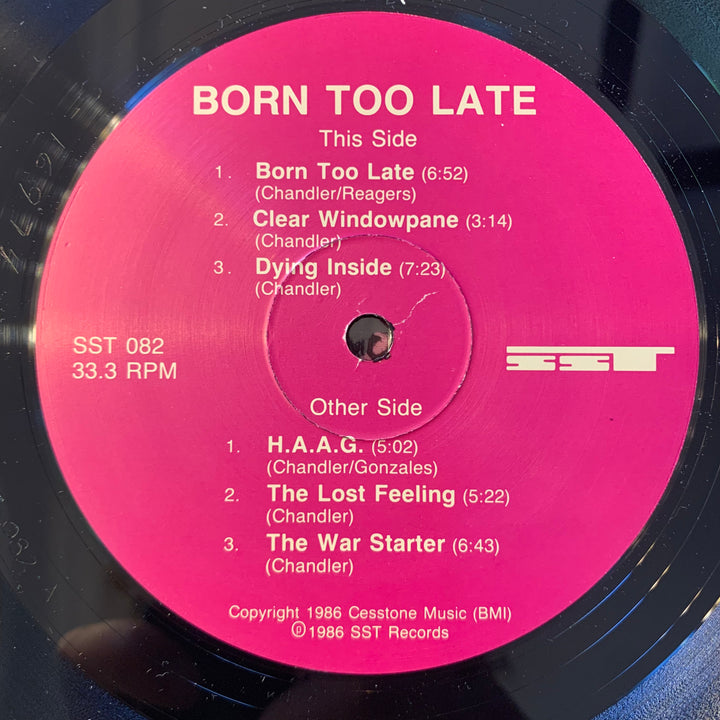 BORN TOO LATE
This Side
1. Born Too Late (6:52)
(Chandler/Reagers)
2. Clear Windowpane (3:14)
(Chandler)
3. Dying Inside (7:23)
(Chandler)
SST 082
33.3 RPM
SST
Other Side
1. H.A.A.G. (5:02)
(Chandler/Gonzales)
2. The Lost Feeling (5:22)
(Chandler)
3. The War Starter (6:43)
(Chandler)
Copyright 1986 Cesstone Music (BMI)
℗1986 SST Records